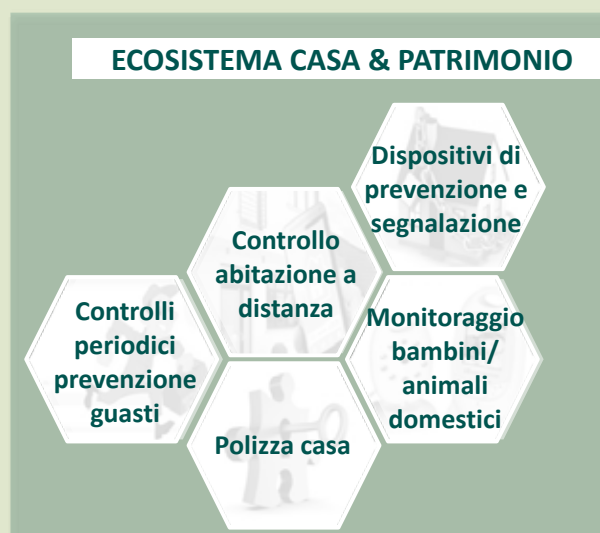 ECOSISTEMA CASA & PATRIMONIO
Dispositivi di
prevenzione e
segnalazione
Controllo
abitazione a
distanza
Controlli
periodici
prevenzione
guasti
Monitoraggio
bambini/
animali
domestici
Polizza casa